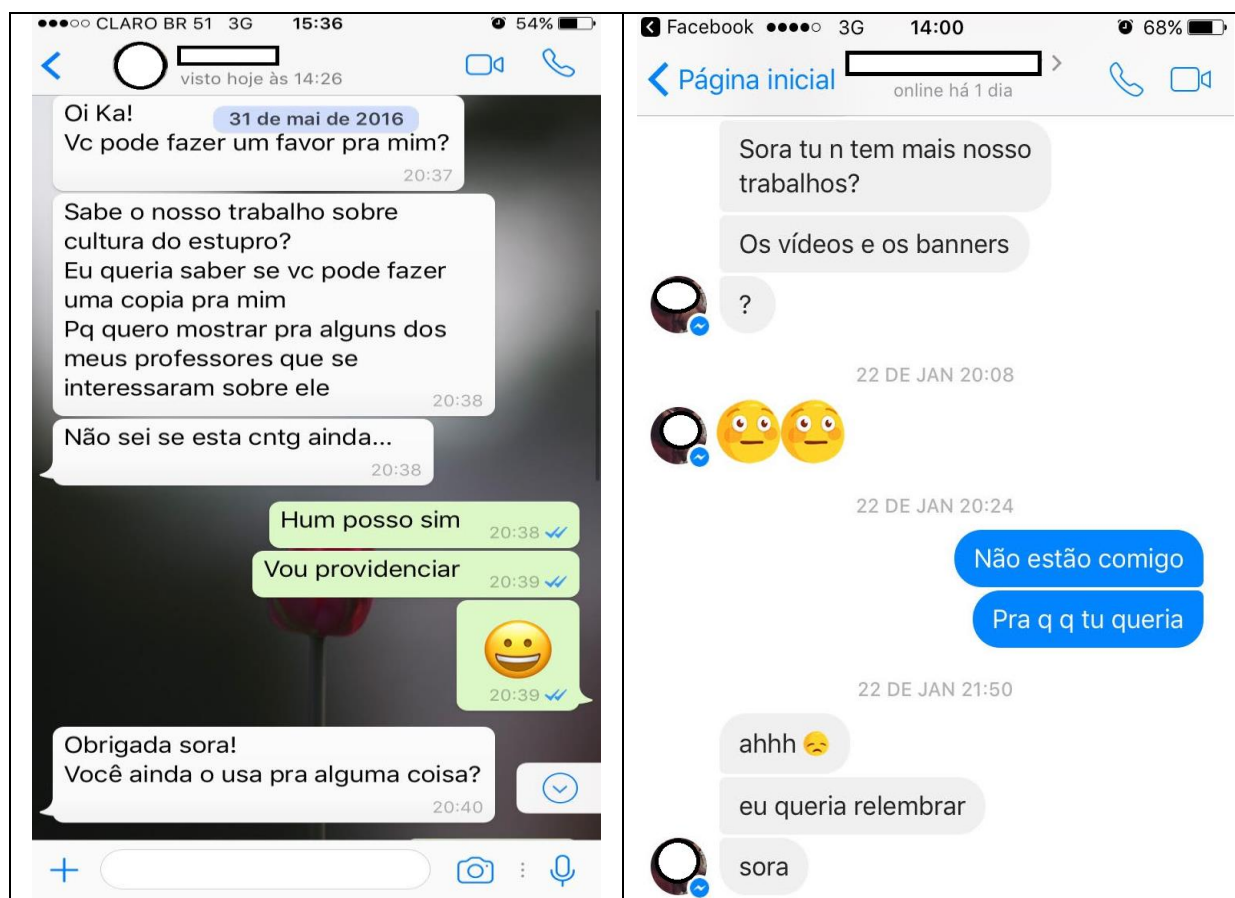 CLARO BR 51 3G 15:36 54%
visto hoje às 14:26
Oi Ka!
31 de mai de 2016
Vc pode fazer um favor pra mim?
20:37
Sabe o nosso trabalho sobre
cultura do estupro?
Eu queria saber se vc pode fazer
uma copia pra mim
Pq quero mostrar pra alguns dos
meus professores que se
interessaram sobre ele
20:38
Não sei se esta cntg ainda...
20:38
Hum posso sim
20:38
Vou providenciar
20:39
😀
20:39
Obrigada sora!
Você ainda o usa pra alguma coisa?
20:40
Facebook 3G 14:00 68%
Página inicial
online há 1 dia
Sora tu n tem mais nosso
trabalhos?
Os vídeos e os banners
?
22 DE JAN 20:08
😳😳
22 DE JAN 20:24
Não estão comigo
Pra q q tu queria
22 DE JAN 21:50
ahhh 😞
eu queria relembrar
sora